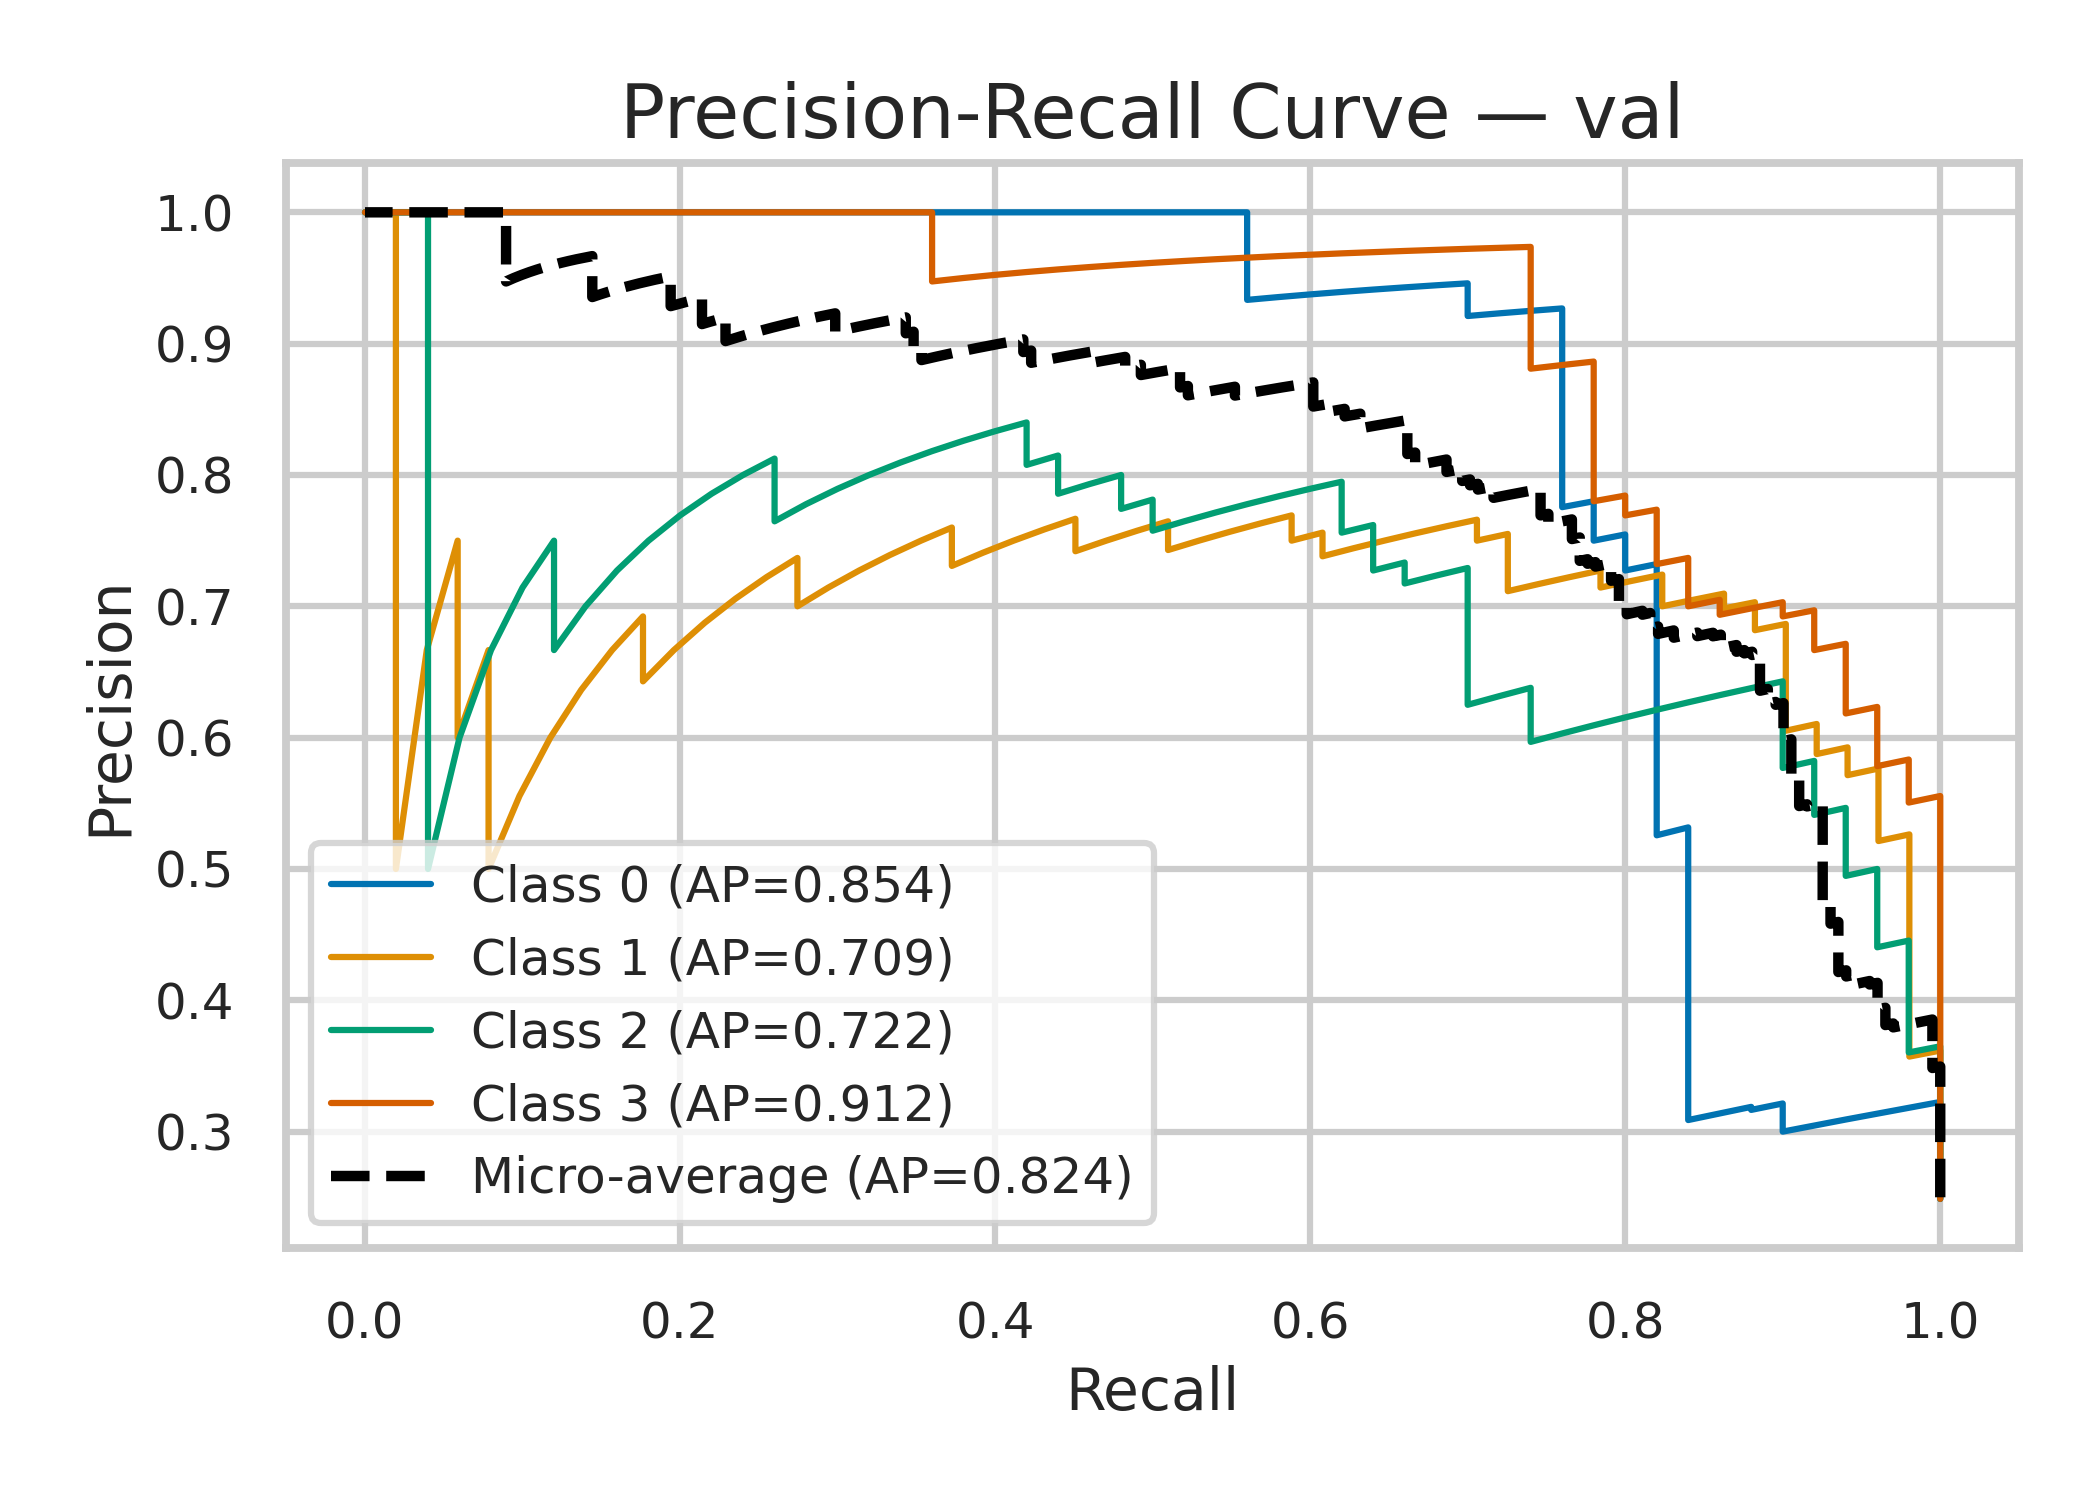 Precision-Recall Curve — val
1.0
0.9
0.8
0.7
0.6
0.5
0.4
0.3
Precision
Class 0 (AP=0.854)
Class 1 (AP=0.709)
Class 2 (AP=0.722)
Class 3 (AP=0.912)
Micro-average (AP=0.824)
0.0 0.2 0.4 0.6 0.8 1.0
Recall